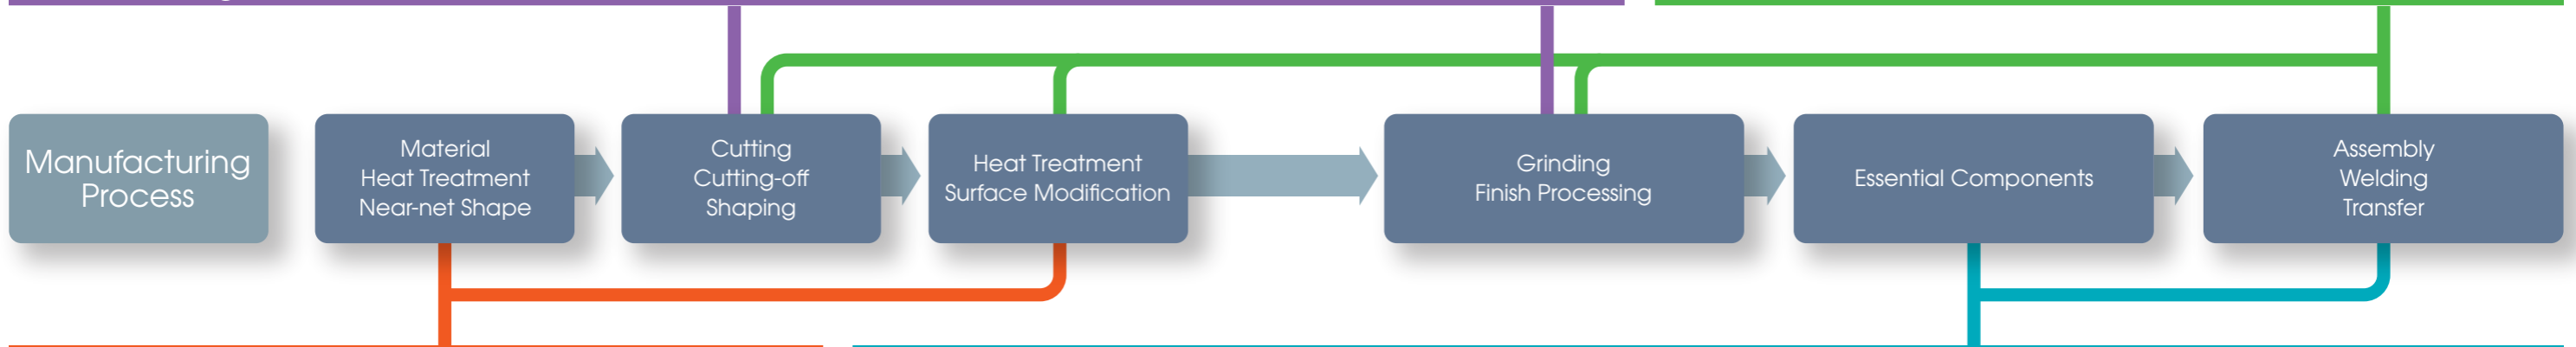 Manufacturing
Process
Material
Heat Treatment
Near-net Shape
Cutting
Cutting-off
Shaping
Heat Treatment
Surface Modification
Grinding
Finish Processing
Essential Components
Assembly
Welding
Transfer